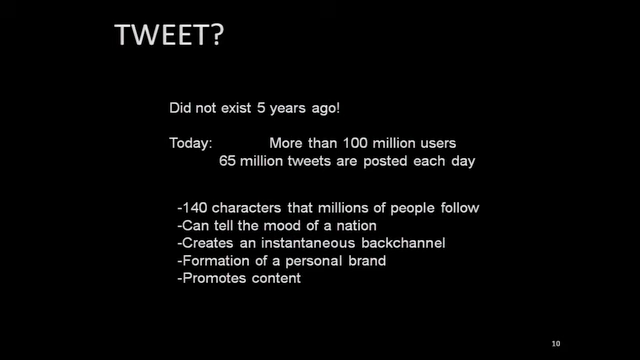 TWEET?
Did not exist 5 years ago!
Today: More than 100 million users
65 million tweets are posted each day
-140 characters that millions of people follow
-Can tell the mood of a nation
-Creates an instantaneous backchannel
-Formation of a personal brand
-Promotes content
10